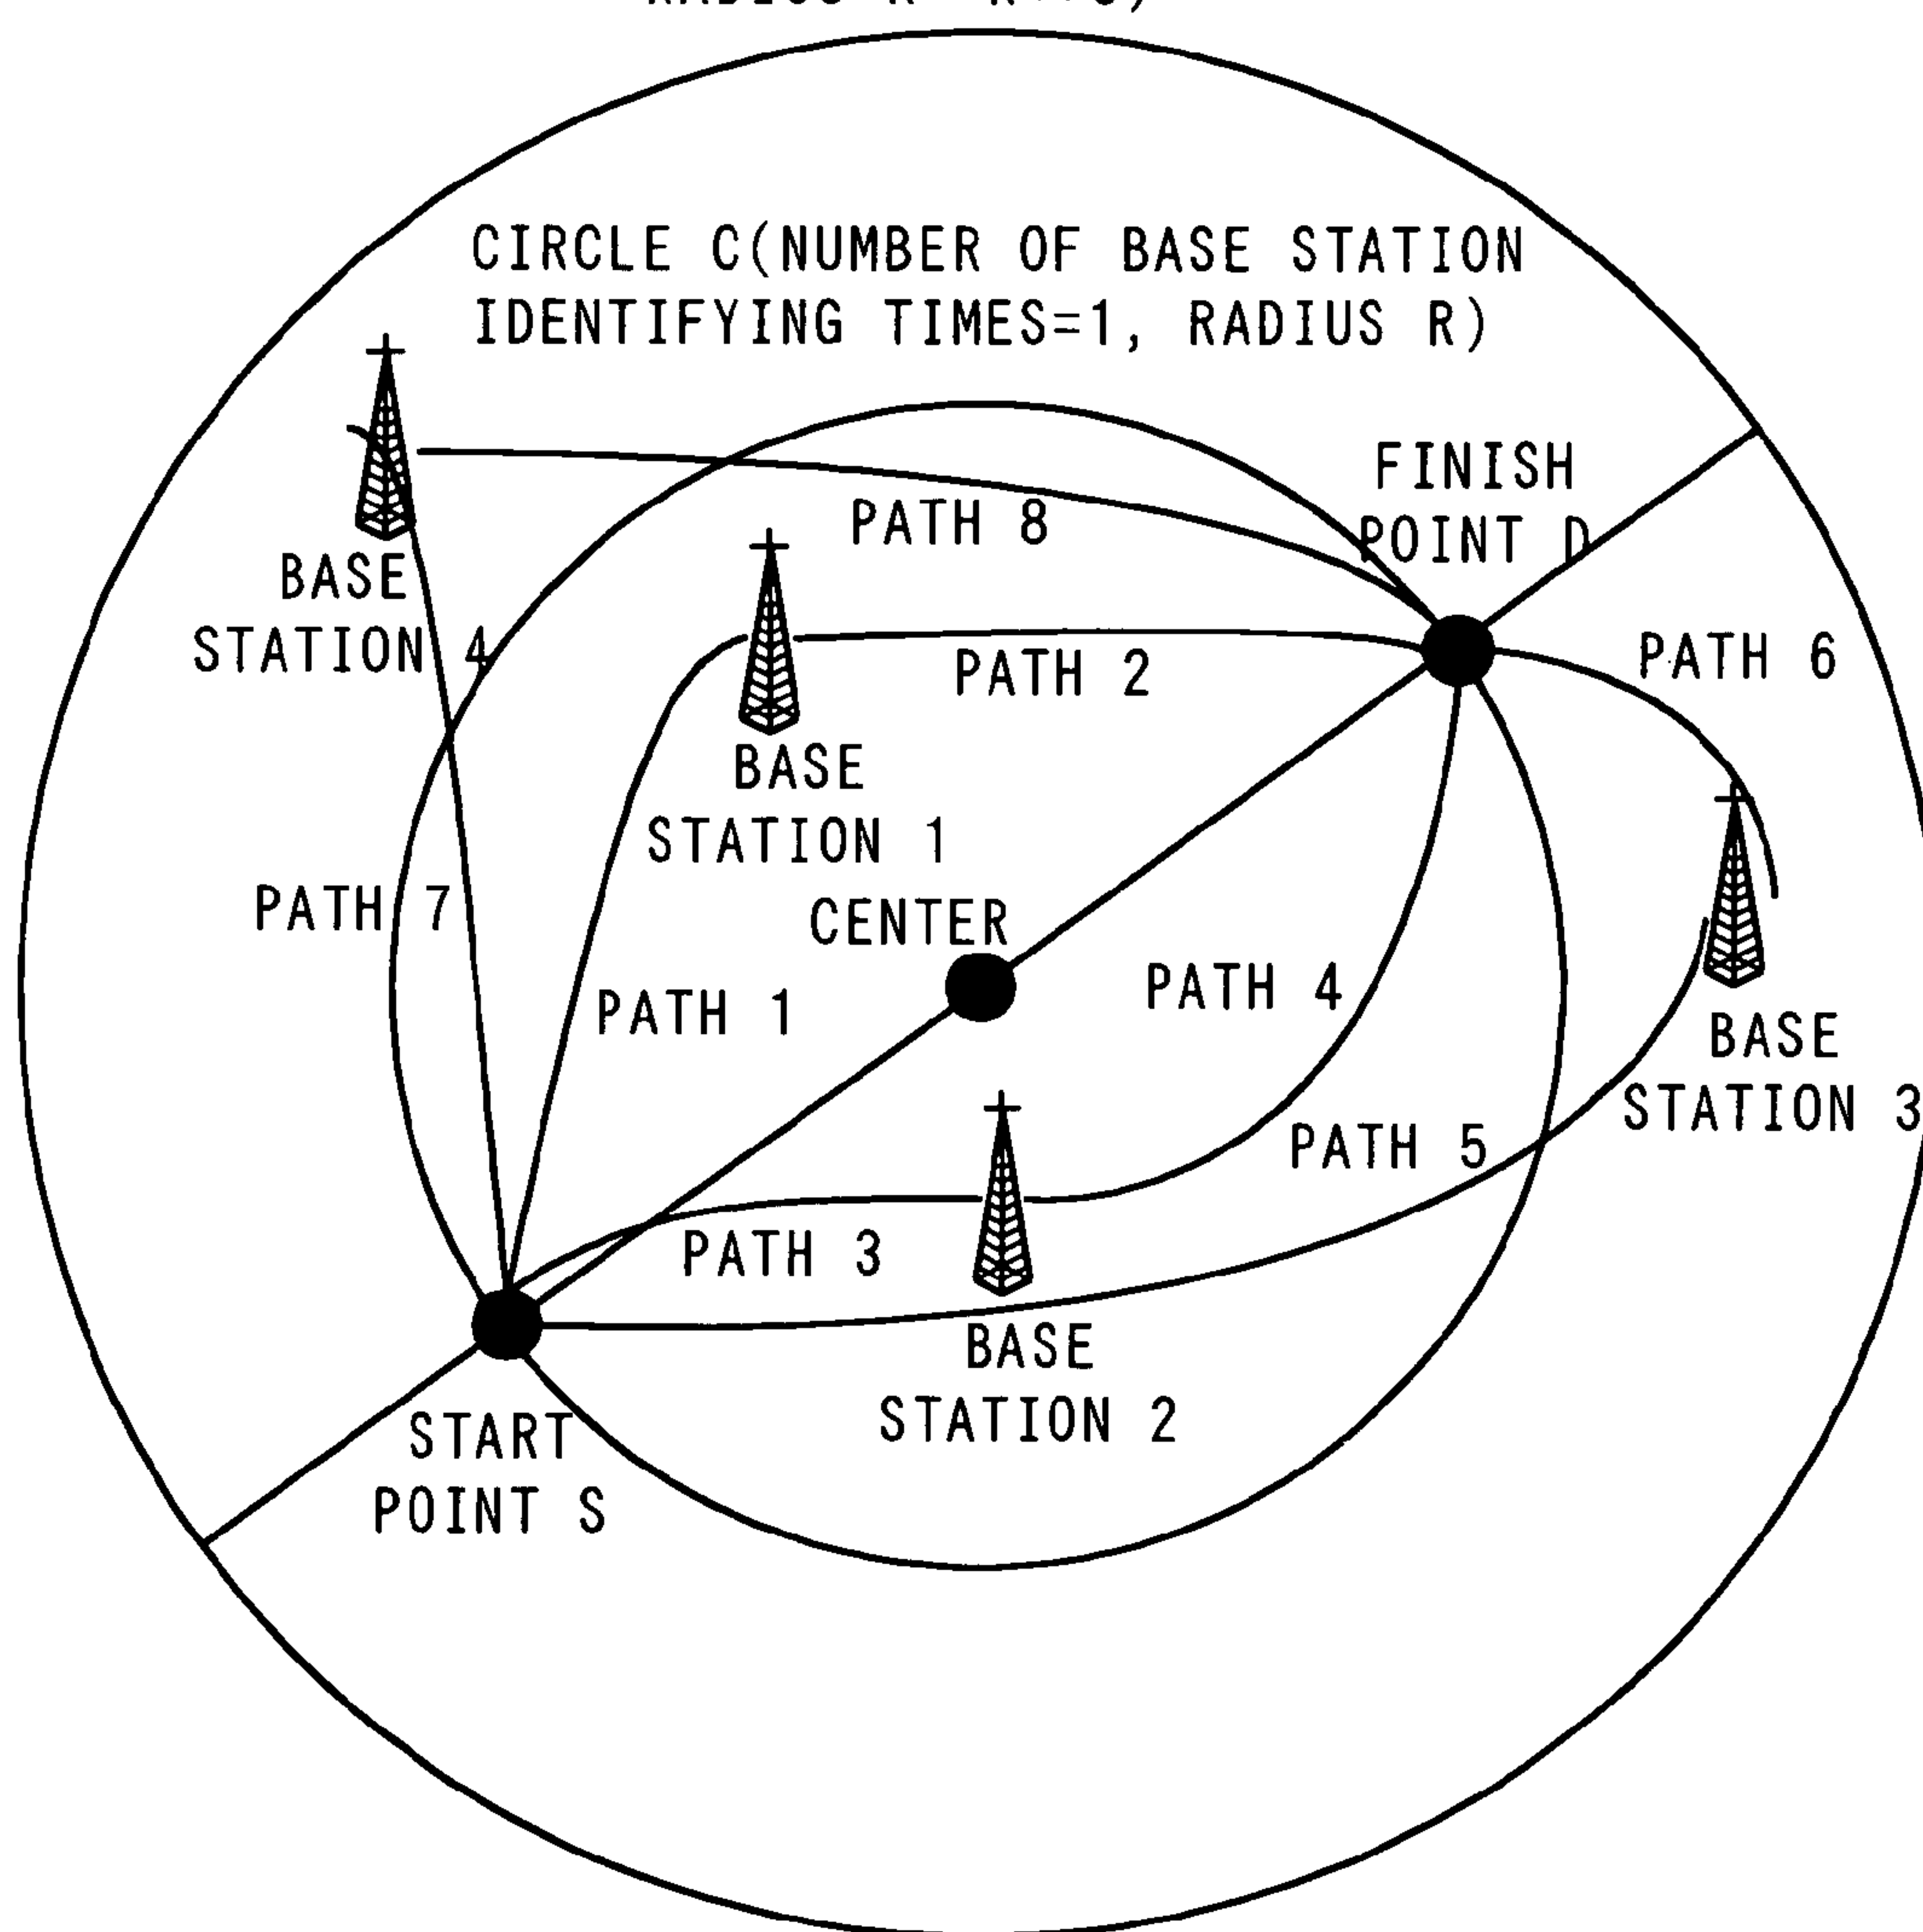 CIRCLE C(NUMBER OF BASE STATION
IDENTIFYING TIMES=1, RADIUS R)
FINISH
POINT D
PATH 8
BASE
STATION 4
PATH 2
PATH 6
BASE
STATION 1
PATH 7
CENTER
PATH 1
PATH 4
BASE
STATION 3
PATH 5
PATH 3
BASE
STATION 2
START
POINT S